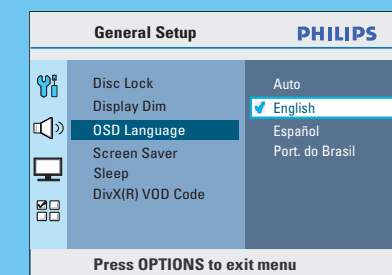 General Setup
PHILIPS
Disc Lock
Display Dim
OSD Language
Screen Saver
Sleep
DivX(R) VOD Code
Auto
English
Español
Port. do Brasil
Press OPTIONS to exit menu